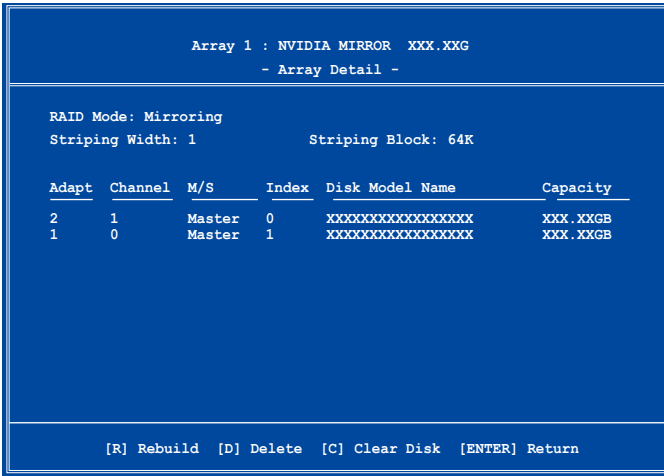 Array 1 : NVIDIA MIRROR XXX.XXG
- Array Detail -
RAID Mode: Mirroring
Striping Width: 1 Striping Block: 64K
Adapt Channel M/S Index Disk Model Name Capacity
2 1 Master 0 XXXXXXXXXXXXXXXXX XXX.XXGB
1 0 Master 1 XXXXXXXXXXXXXXXXX XXX.XXGB
[R] Rebuild [D] Delete [C] Clear Disk [ENTER] Return